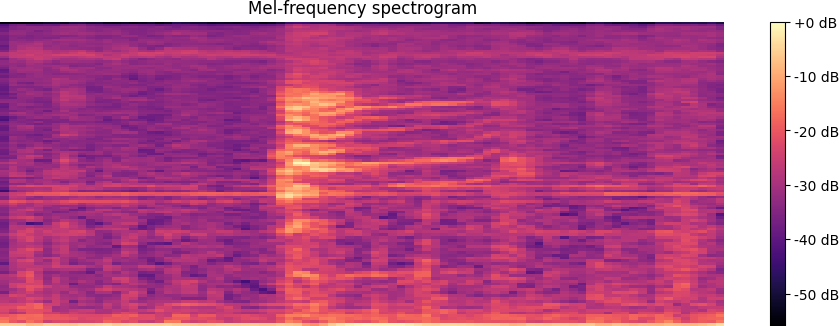 Mel-frequency spectrogram
+0 dB
-10 dB
-20 dB
-30 dB
-40 dB
-50 dB